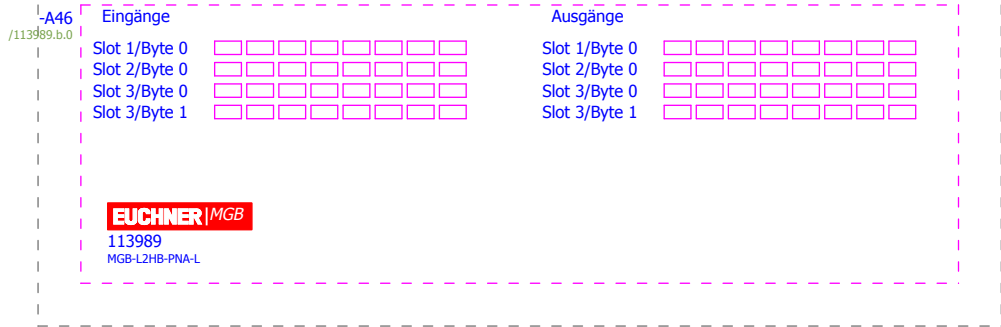 -A46
/113989.b.0
Eingänge
Ausgänge
Slot 1/Byte 0
Slot 1/Byte 0
Slot 2/Byte 0
Slot 2/Byte 0
Slot 3/Byte 0
Slot 3/Byte 0
Slot 3/Byte 1
Slot 3/Byte 1
EUCHNER|MGB
113989
MGB-L2HB-PNA-L